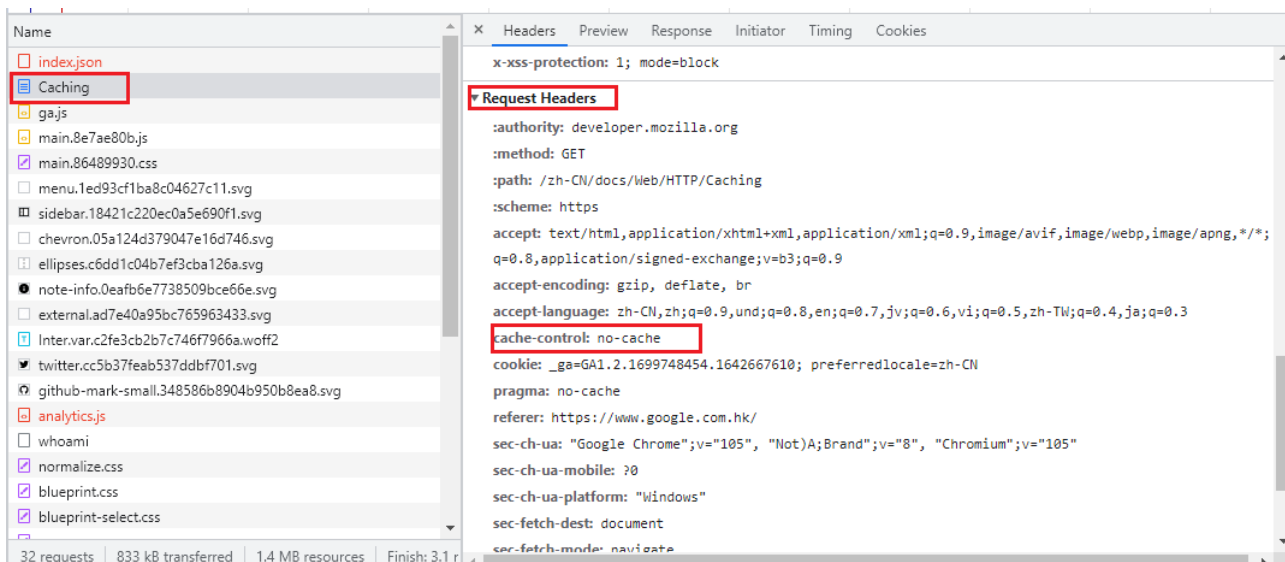 Name
index.json
Caching
ga.js
main.8e7ae80b.js
main.86489930.css
menu.1ed93cf1ba8c04627c11.svg
sidebar.18421c220ec0a5e690f1.svg
chevron.05a124d379047e16d746.svg
ellipses.c6dd1c04b7ef3cba126a.svg
note-info.0eafb6e7738509bce66e.svg
external.ad7e40a95bc765963433.svg
Inter.var.c2fe3cb2b7c746f7966a.woff2
twitter.cc5b37feab537ddbf701.svg
github-mark-small.348586b8904b950b8ea8.svg
analytics.js
whoami
normalize.css
blueprint.css
blueprint-select.css
32 requests 833 kB transferred 1.4 MB resources Finish: 3.1
× Headers Preview Response Initiator Timing Cookies
x-xss-protection: 1; mode=block
Request Headers
:authority: developer.mozilla.org
:method: GET
:path: /zh-CN/docs/Web/HTTP/Caching
:scheme: https
accept: text/html,application/xhtml+xml,application/xml;q=0.9,image/avif,image/webp,image/apng,*/*;
q=0.8,application/signed-exchange;v=b3;q=0.9
accept-encoding: gzip, deflate, br
accept-language: zh-CN,zh;q=0.9,und;q=0.8,en;q=0.7,jv;q=0.6,vi;q=0.5,zh-TW;q=0.4,ja;q=0.3
cache-control: no-cache
cookie: _ga=GA1.2.1699748454.1642667610; preferredlocale=zh-CN
pragma: no-cache
referer: https://www.google.com.hk/
sec-ch-ua: "Google Chrome";v="105", "Not)A;Brand";v="8", "Chromium";v="105"
sec-ch-ua-mobile: ?0
sec-ch-ua-platform: "Windows"
sec-fetch-dest: document
sec-fetch-mode: navigate